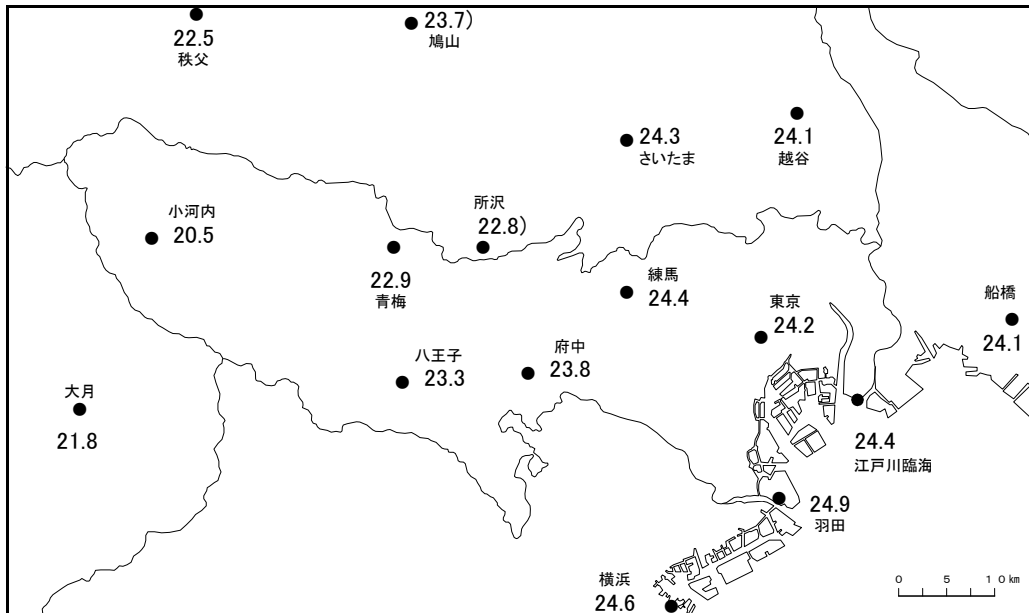 22.5
秩父
23.7)
鳩山
24.3
さいたま
24.1
越谷
小河内
20.5
所沢
22.8)
22.9
青梅
練馬
24.4
東京
24.2
船橋
24.1
八王子
23.3
府中
23.8
大月
21.8
24.4
江戸川臨海
24.9
羽田
横浜
24.6
0 5 10km